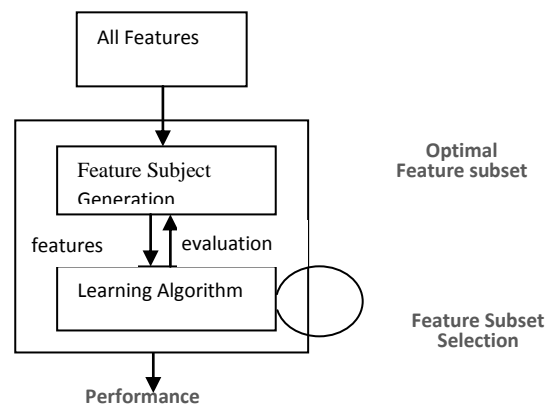 All Features
Feature Subject
Generation
Optimal
Feature subset
features
evaluation
Learning Algorithm
Feature Subset
Selection
Performance